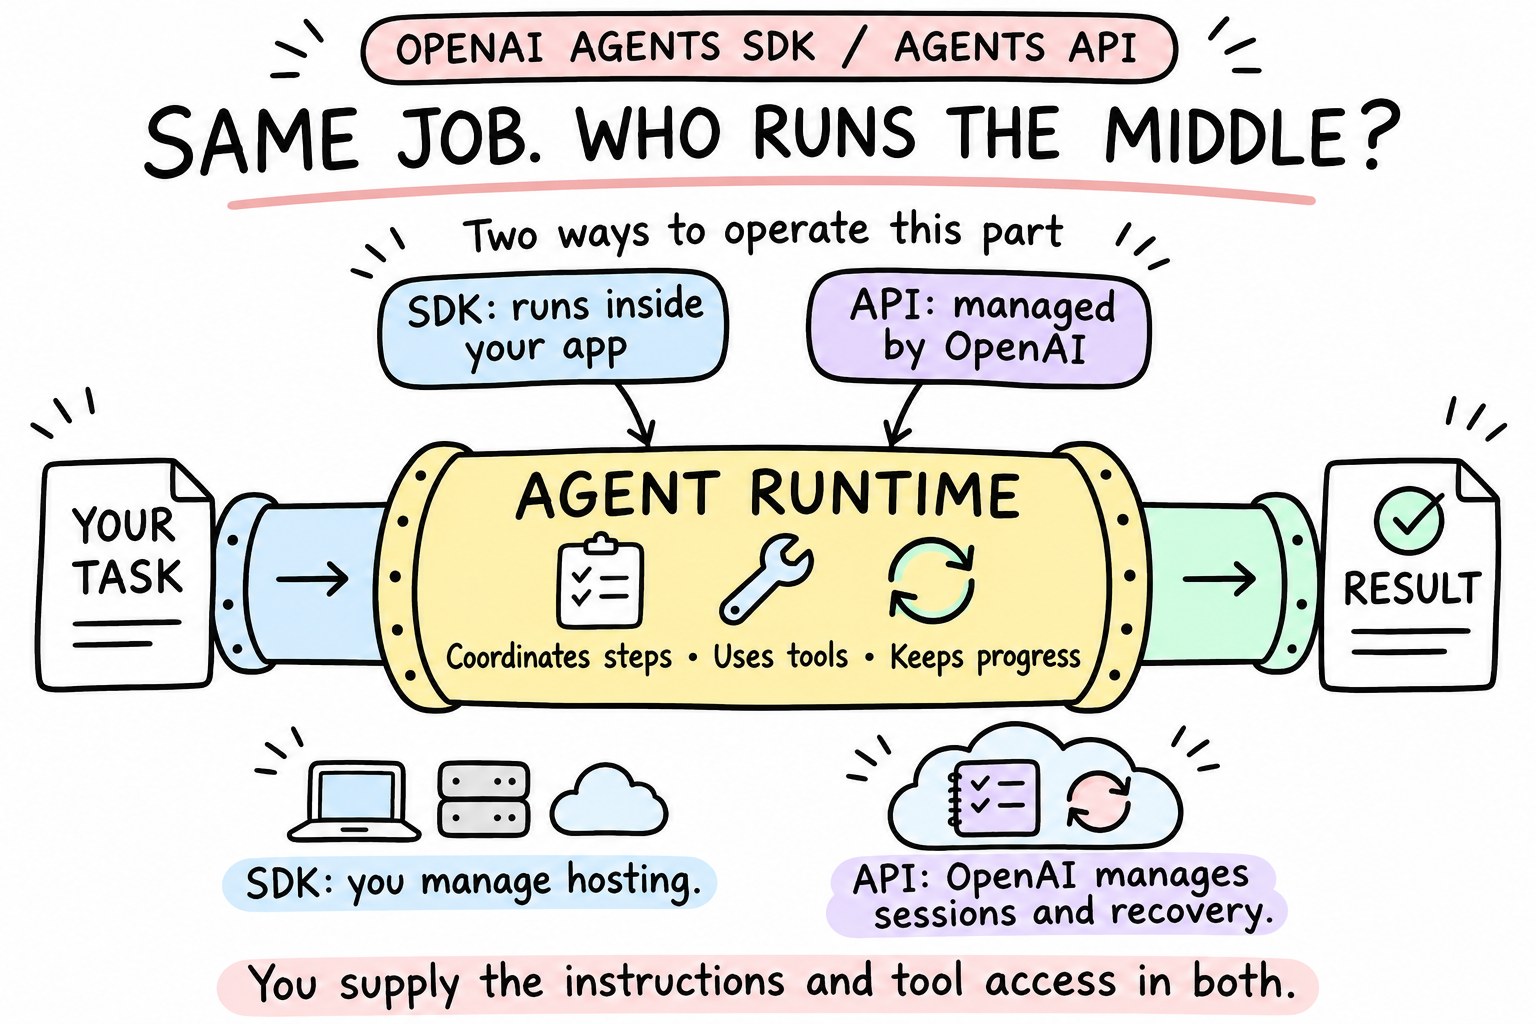 OPENAI AGENTS SDK / AGENTS API
SAME JOB. WHO RUNS THE MIDDLE?
Two ways to operate this part
SDK: runs inside
your app
API: managed
by OpenAI
YOUR
TASK
AGENT RUNTIME
Coordinates steps • Uses tools • Keeps progress
RESULT
SDK: you manage hosting.
API: OpenAI manages
sessions and recovery.
You supply the instructions and tool access in both.